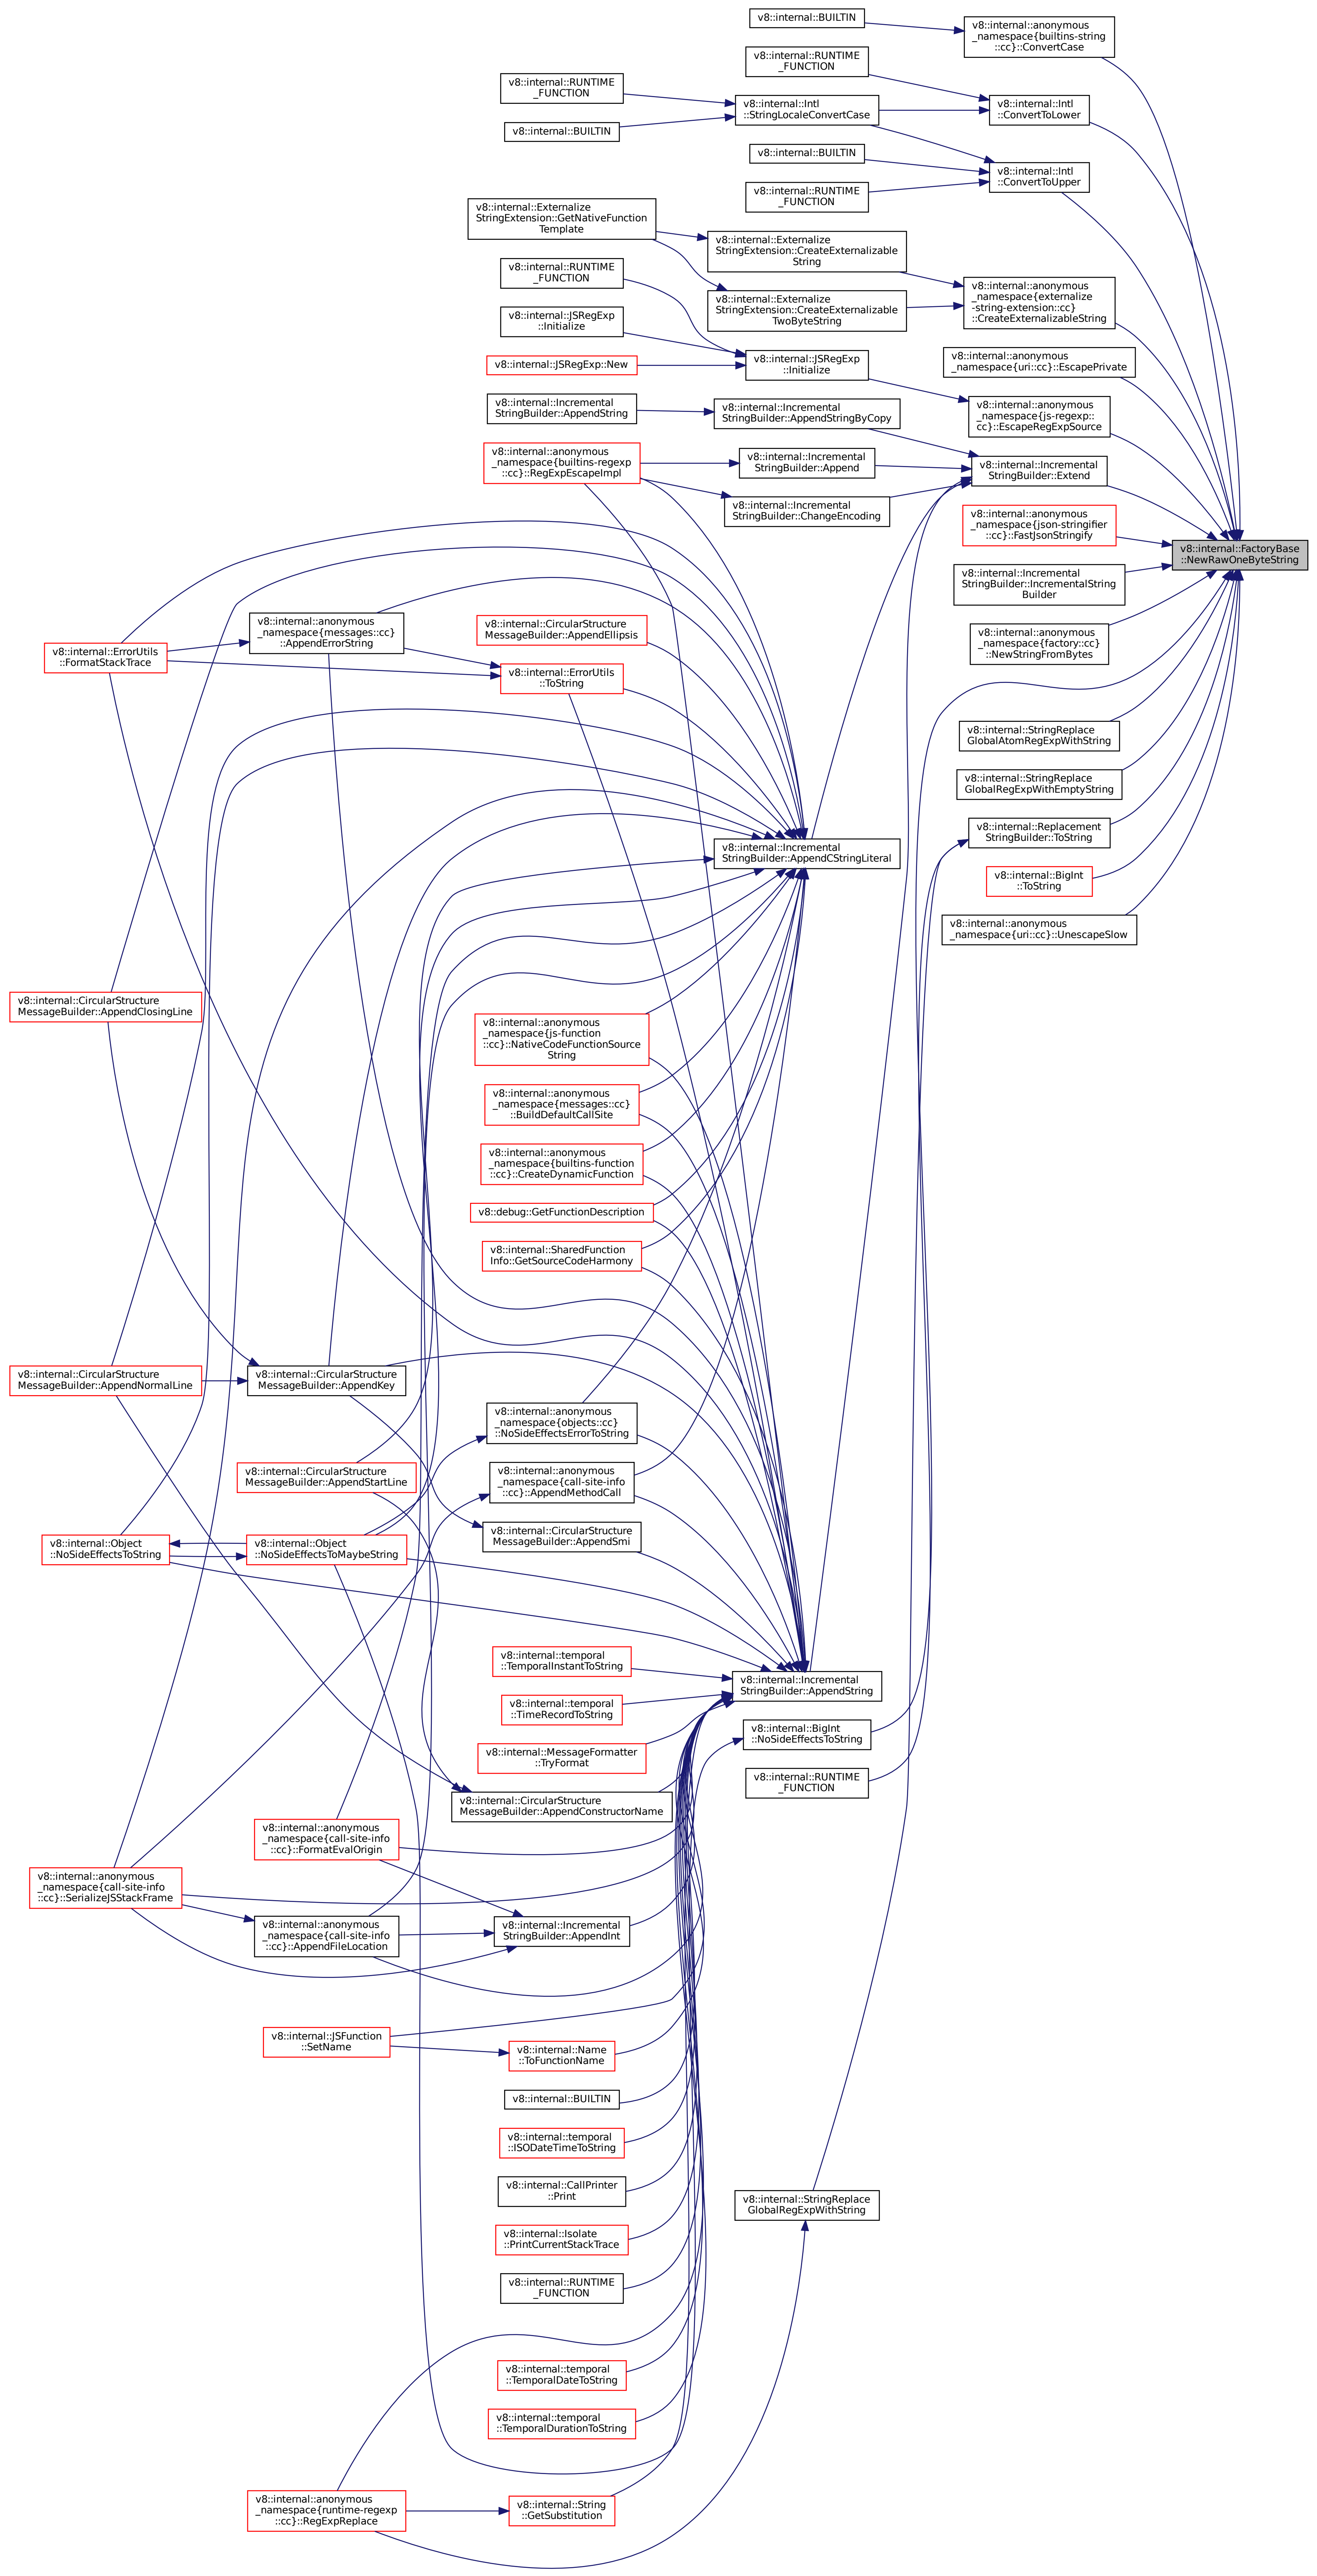 v8::internal::BUILTIN
v8::internal::anonymous
_namespace{builtins-string
::cc}::ConvertCase
v8::internal::RUNTIME
_FUNCTION
v8::internal::RUNTIME
_FUNCTION
v8::internal::Intl
::StringLocaleConvertCase
v8::internal::Intl
::ConvertToLower
v8::internal::BUILTIN
v8::internal::BUILTIN
v8::internal::Intl
::ConvertToUpper
v8::internal::RUNTIME
_FUNCTION
v8::internal::Externalize
StringExtension::GetNativeFunction
Template
v8::internal::Externalize
StringExtension::CreateExternalizable
String
v8::internal::RUNTIME
_FUNCTION
v8::internal::Externalize
StringExtension::CreateExternalizable
TwoByteString
v8::internal::anonymous
_namespace{externalize
-string-extension::cc}
::CreateExternalizableString
v8::internal::JSRegExp
::Initialize
v8::internal::JSRegExp::New
v8::internal::JSRegExp
::Initialize
v8::internal::anonymous
_namespace{uri::cc}::EscapePrivate
v8::internal::Incremental
StringBuilder::AppendString
v8::internal::Incremental
StringBuilder::AppendStringByCopy
v8::internal::anonymous
_namespace{js-regexp::
cc}::EscapeRegExpSource
v8::internal::anonymous
_namespace{builtins-regexp
::cc}::RegExpEscapeImpl
v8::internal::Incremental
StringBuilder::Append
v8::internal::Incremental
StringBuilder::Extend
v8::internal::Incremental
StringBuilder::ChangeEncoding
v8::internal::anonymous
_namespace{json-stringifier
::cc}::FastJsonStringify
v8::internal::FactoryBase
::NewRawOneByteString
v8::internal::Incremental
StringBuilder::IncrementalString
Builder
v8::internal::anonymous
_namespace{factory::cc}
::NewStringFromBytes
v8::internal::ErrorUtils
::FormatStackTrace
v8::internal::anonymous
_namespace{messages::cc}
::AppendErrorString
v8::internal::CircularStructure
MessageBuilder::AppendEllipsis
v8::internal::ErrorUtils
::ToString
v8::internal::StringReplace
GlobalAtomRegExpWithString
v8::internal::StringReplace
GlobalRegExpWithEmptyString
v8::internal::Incremental
StringBuilder::AppendCStringLiteral
v8::internal::Replacement
StringBuilder::ToString
v8::internal::BigInt
::ToString
v8::internal::anonymous
_namespace{uri::cc}::UnescapeSlow
v8::internal::CircularStructure
MessageBuilder::AppendClosingLine
v8::internal::anonymous
_namespace{js-function
::cc}::NativeCodeFunctionSource
String
v8::internal::anonymous
_namespace{messages::cc}
::BuildDefaultCallSite
v8::internal::anonymous
_namespace{builtins-function
::cc}::CreateDynamicFunction
v8::debug::GetFunctionDescription
v8::internal::SharedFunction
Info::GetSourceCodeHarmony
v8::internal::CircularStructure
MessageBuilder::AppendNormalLine
v8::internal::CircularStructure
MessageBuilder::AppendKey
v8::internal::anonymous
_namespace{objects::cc}
::NoSideEffectsErrorToString
v8::internal::CircularStructure
MessageBuilder::AppendStartLine
v8::internal::anonymous
_namespace{call-site-info
::cc}::AppendMethodCall
v8::internal::Object
::NoSideEffectsToString
v8::internal::Object
::NoSideEffectsToMaybeString
v8::internal::CircularStructure
MessageBuilder::AppendSmi
v8::internal::temporal
::TemporalInstantToString
v8::internal::Incremental
StringBuilder::AppendString
v8::internal::temporal
::TimeRecordToString
v8::internal::BigInt
::NoSideEffectsToString
v8::internal::MessageFormatter
::TryFormat
v8::internal::RUNTIME
_FUNCTION
v8::internal::CircularStructure
MessageBuilder::AppendConstructorName
v8::internal::anonymous
_namespace{call-site-info
::cc}::FormatEvalOrigin
v8::internal::anonymous
_namespace{call-site-info
::cc}::SerializeJSStackFrame
v8::internal::anonymous
_namespace{call-site-info
::cc}::AppendFileLocation
v8::internal::Incremental
StringBuilder::AppendInt
v8::internal::JSFunction
::SetName
v8::internal::Name
::ToFunctionName
v8::internal::BUILTIN
v8::internal::temporal
::ISODateTimeToString
v8::internal::CallPrinter
::Print
v8::internal::StringReplace
GlobalRegExpWithString
v8::internal::Isolate
::PrintCurrentStackTrace
v8::internal::RUNTIME
_FUNCTION
v8::internal::temporal
::TemporalDateToString
v8::internal::temporal
::TemporalDurationToString
v8::internal::anonymous
_namespace{runtime-regexp
::cc}::RegExpReplace
v8::internal::String
::GetSubstitution